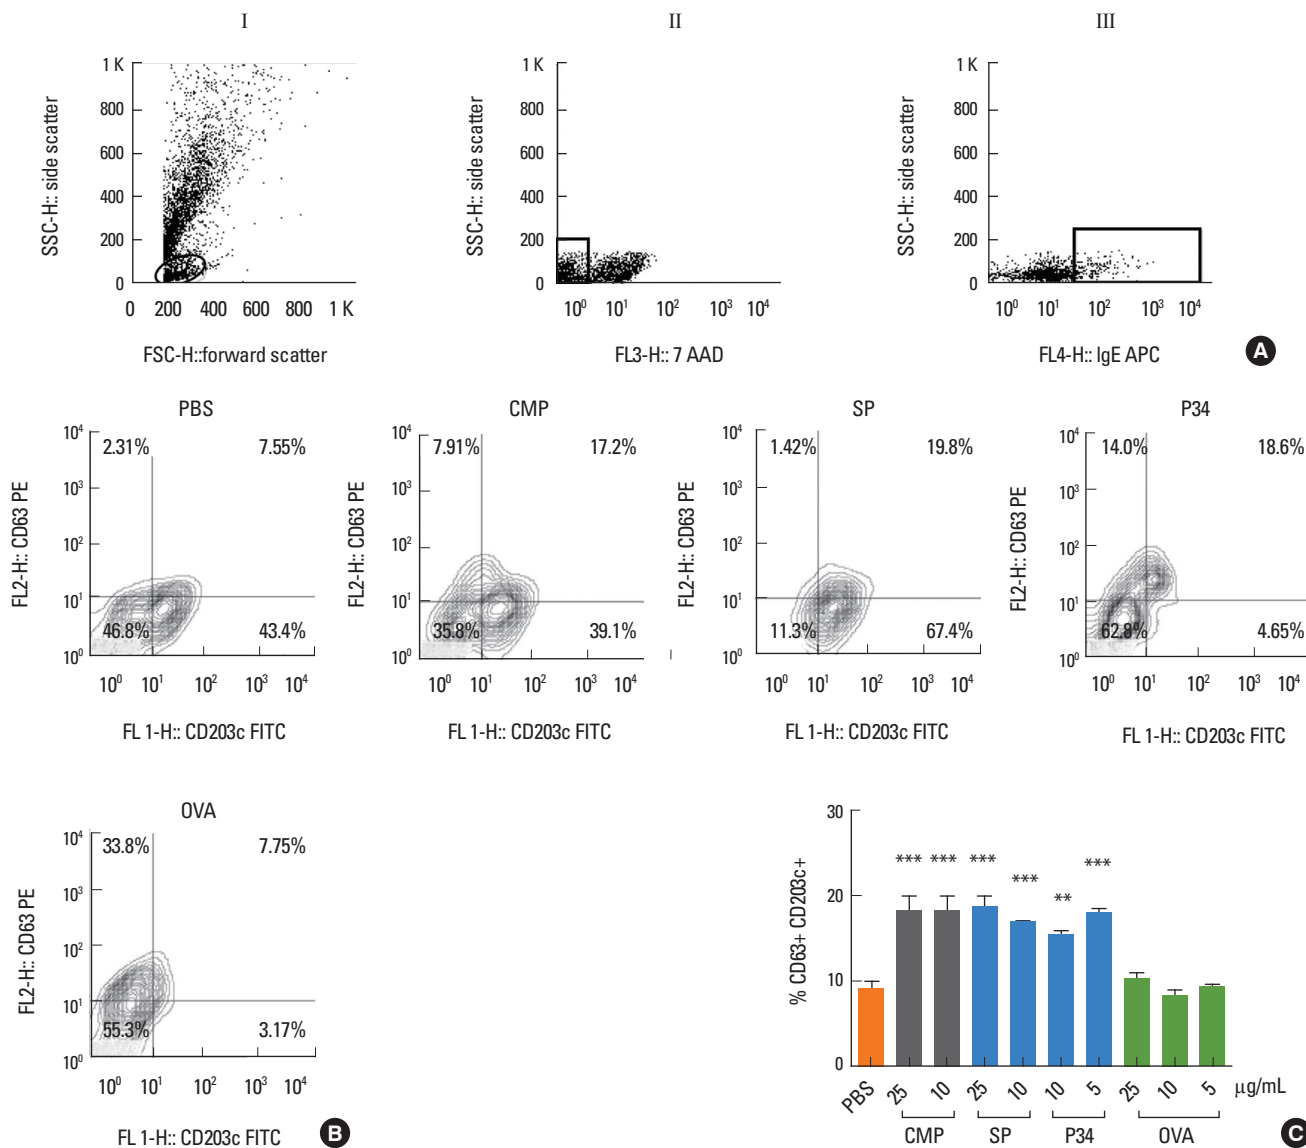 I
II
III
SSC-H:: side scatter
1 K
800
600
400
200
0
0 200 400 600 800 1 K
FSC-H::forward scatter
SSC-H:: side scatter
1 K
800
600
400
200
0
10⁰ 10¹ 10² 10³ 10⁴
FL3-H:: 7 AAD
SSC-H:: side scatter
1 K
800
600
400
200
0
10⁰ 10¹ 10² 10³ 10⁴
FL4-H:: IgE APC
A
PBS
FL2-H:: CD63 PE
10⁴
10³
10²
10¹
10⁰
2.31% 7.55%
46.8% 43.4%
10⁰ 10¹ 10² 10³ 10⁴
FL 1-H:: CD203c FITC
CMP
FL2-H:: CD63 PE
10⁴
10³
10²
10¹
10⁰
7.91% 17.2%
35.8% 39.1%
10⁰ 10¹ 10² 10³ 10⁴
FL 1-H:: CD203c FITC
SP
FL2-H:: CD63 PE
10⁴
10³
10²
10¹
10⁰
1.42% 19.8%
11.3% 67.4%
10⁰ 10¹ 10² 10³ 10⁴
FL 1-H:: CD203c FITC
P34
FL2-H:: CD63 PE
10⁴
10³
10²
10¹
10⁰
14.0% 18.6%
62.8% 4.65%
10⁰ 10¹ 10² 10³ 10⁴
FL 1-H:: CD203c FITC
OVA
FL2-H:: CD63 PE
10⁴
10³
10²
10¹
10⁰
33.8% 7.75%
55.3% 3.17%
10⁰ 10¹ 10² 10³ 10⁴
FL 1-H:: CD203c FITC
B
% CD63+ CD203c+
30
20
10
0
*** *** *** *** ** ***
PBS 25 10 25 10 10 5 25 10 5 µg/mL
CMP SP P34 OVA
C